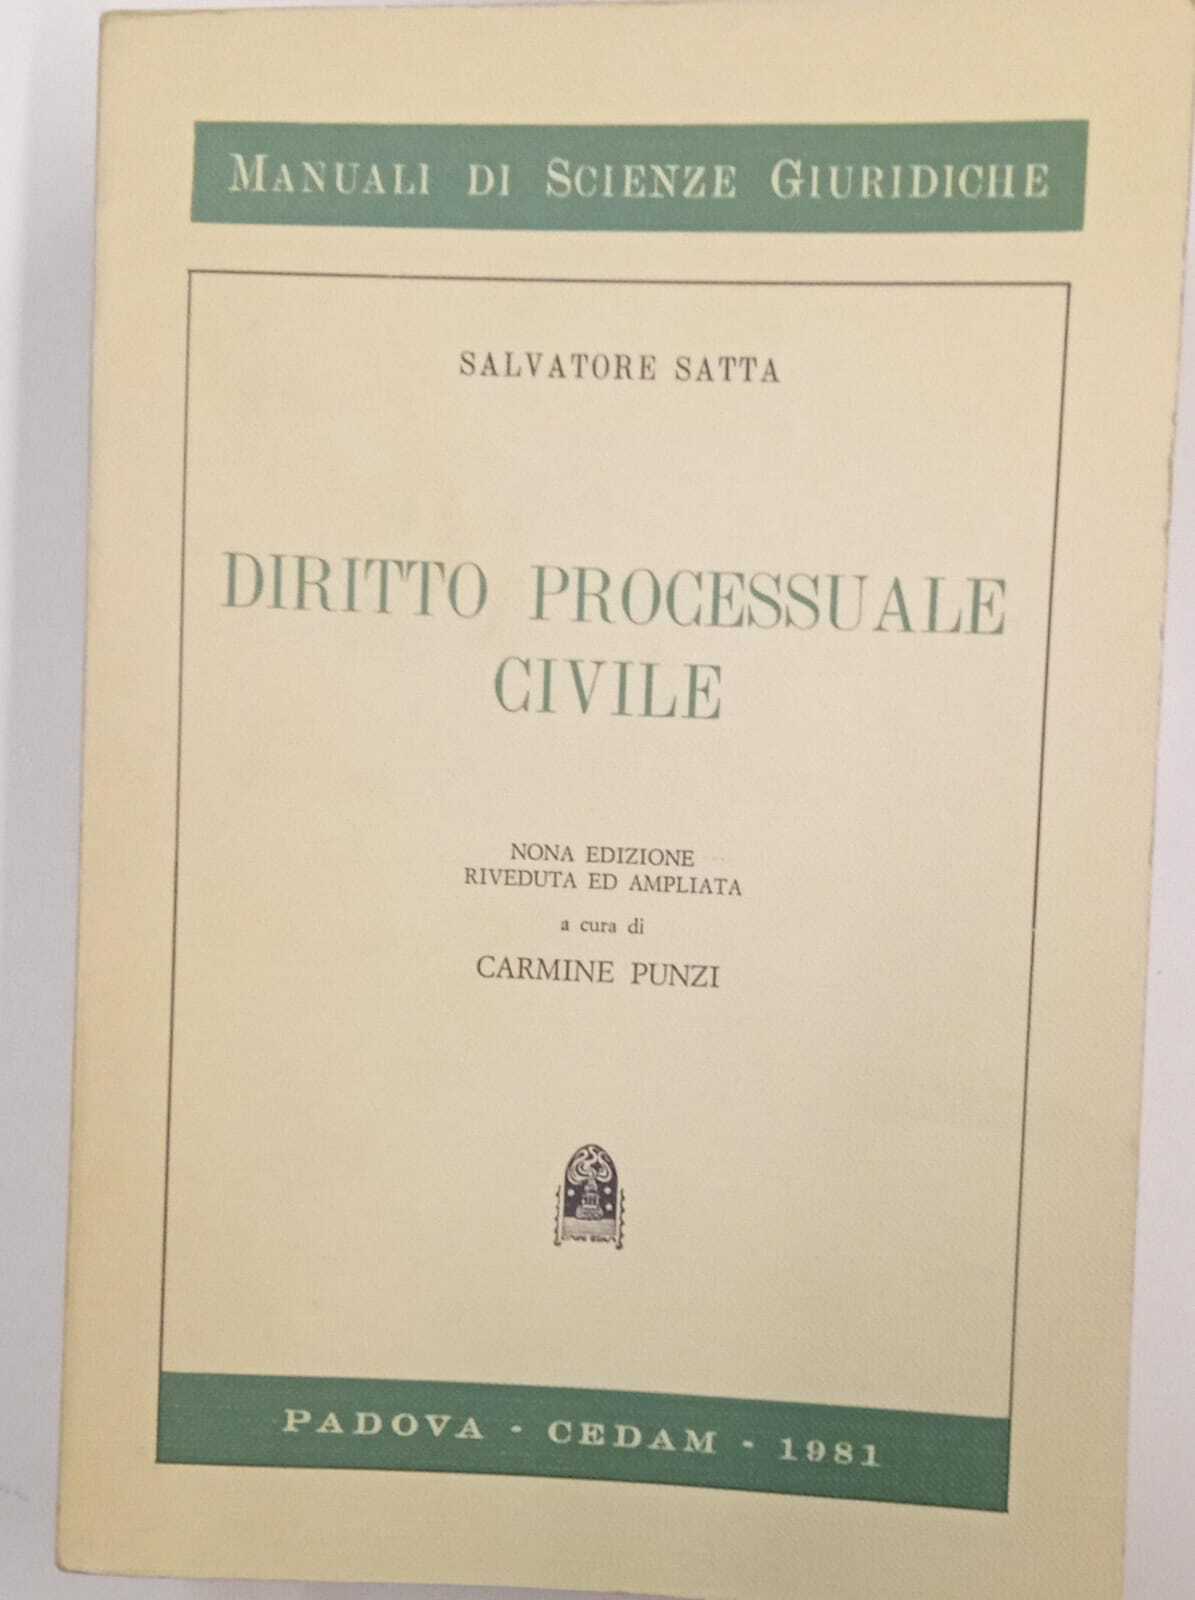 MANUALI DI SCIENZE GIURIDICHE
SALVATORE SATTA
DIRITTO PROCESSUALE
CIVILE
NONA EDIZIONE
RIVEDUTA ED AMPLIATA
a cura di
CARMINE PUNZI
PADOVA - CEDAM - 1981